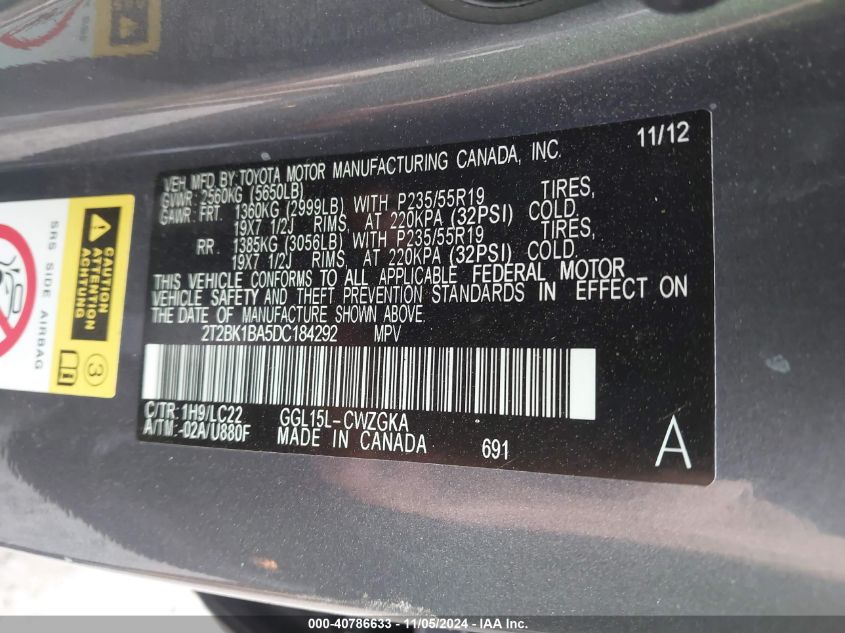 11/12
VEH. MFD BY:TOYOTA MOTOR MANUFACTURING CANADA, INC.
GVWR: 2560KG (5650LB)
GAWR: FRT. 1360KG (2999LB) WITH P235/55R19 TIRES,
19X7 1/2J RIMS, AT 220KPA (32PSI) COLD,
RR. 1385KG (3056LB) WITH P235/55R19 TIRES,
19X7 1/2J RIMS, AT 220KPA (32PSI) COLD.
THIS VEHICLE CONFORMS TO ALL APPLICABLE FEDERAL MOTOR
VEHICLE SAFETY AND THEFT PREVENTION STANDARDS IN EFFECT ON
THE DATE OF MANUFACTURE SHOWN ABOVE.
2T2BK1BA5DC184292 MPV
C/TR:1H9/LC22 GGL15L-CWZGKA
A/TM:-02A/U880F MADE IN CANADA 691 A
SRS SIDE AIRBAG
CAUTION
ATTENTION
ACHTUNG
3
000-40786633 - 11/05/2024 - IAA Inc.